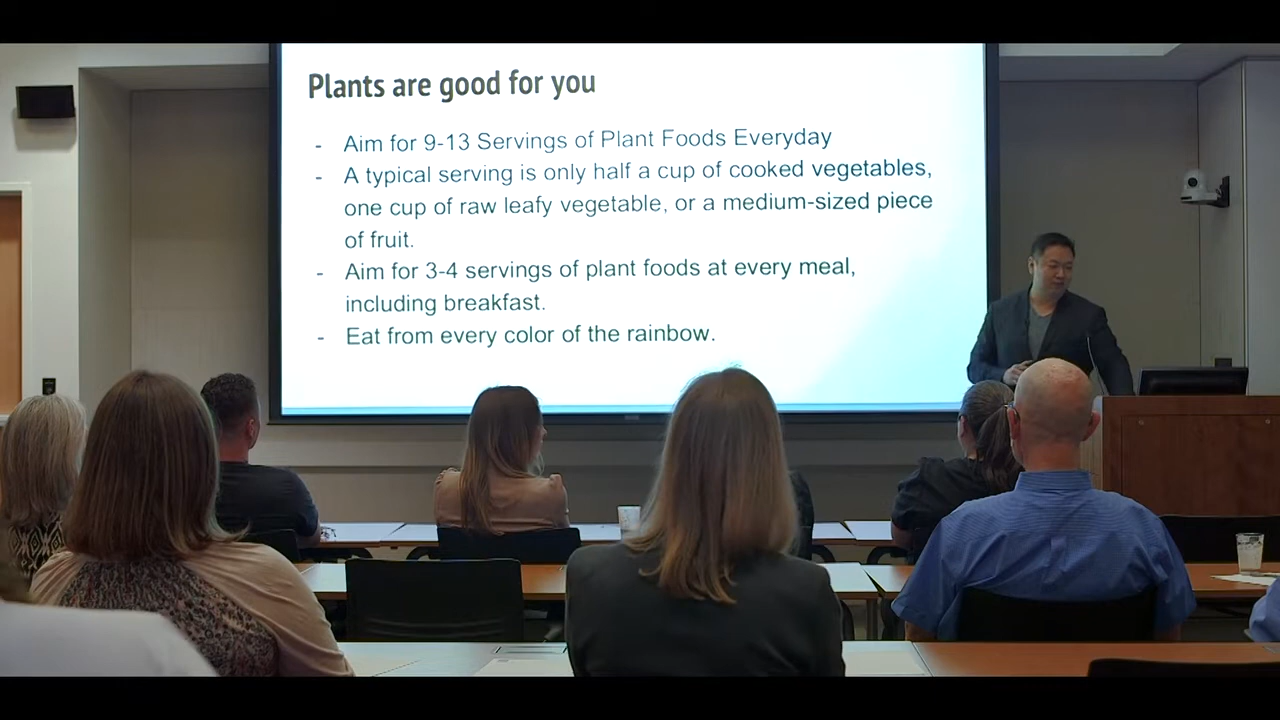 Plants are good for you
- Aim for 9-13 Servings of Plant Foods Everyday
- A typical serving is only half a cup of cooked vegetables,
one cup of raw leafy vegetable, or a medium-sized piece
of fruit.
- Aim for 3-4 servings of plant foods at every meal,
including breakfast.
- Eat from every color of the rainbow.